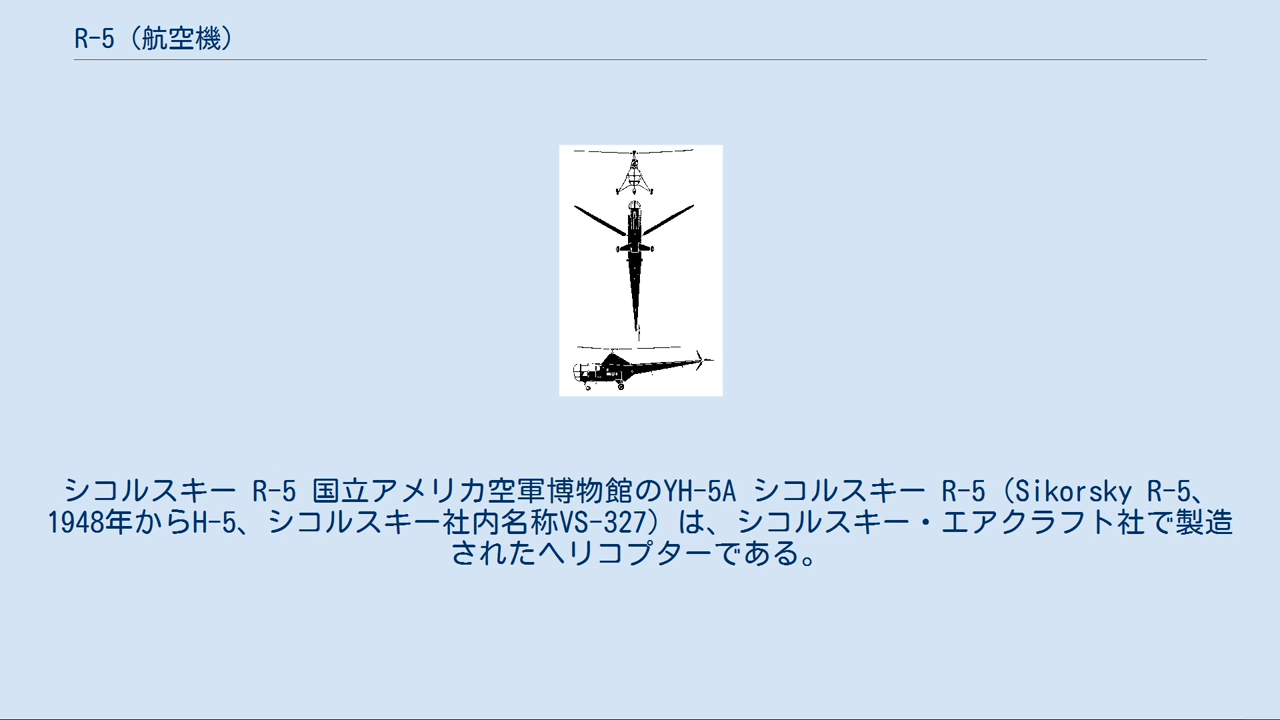 R-5（航空機）
シコルスキー R-5 国立アメリカ空軍博物館のYH-5A シコルスキー R-5（Sikorsky R-5、
1948年からH-5、シコルスキー社内名称VS-327）は、シコルスキー・エアクラフト社で製造
されたヘリコプターである。